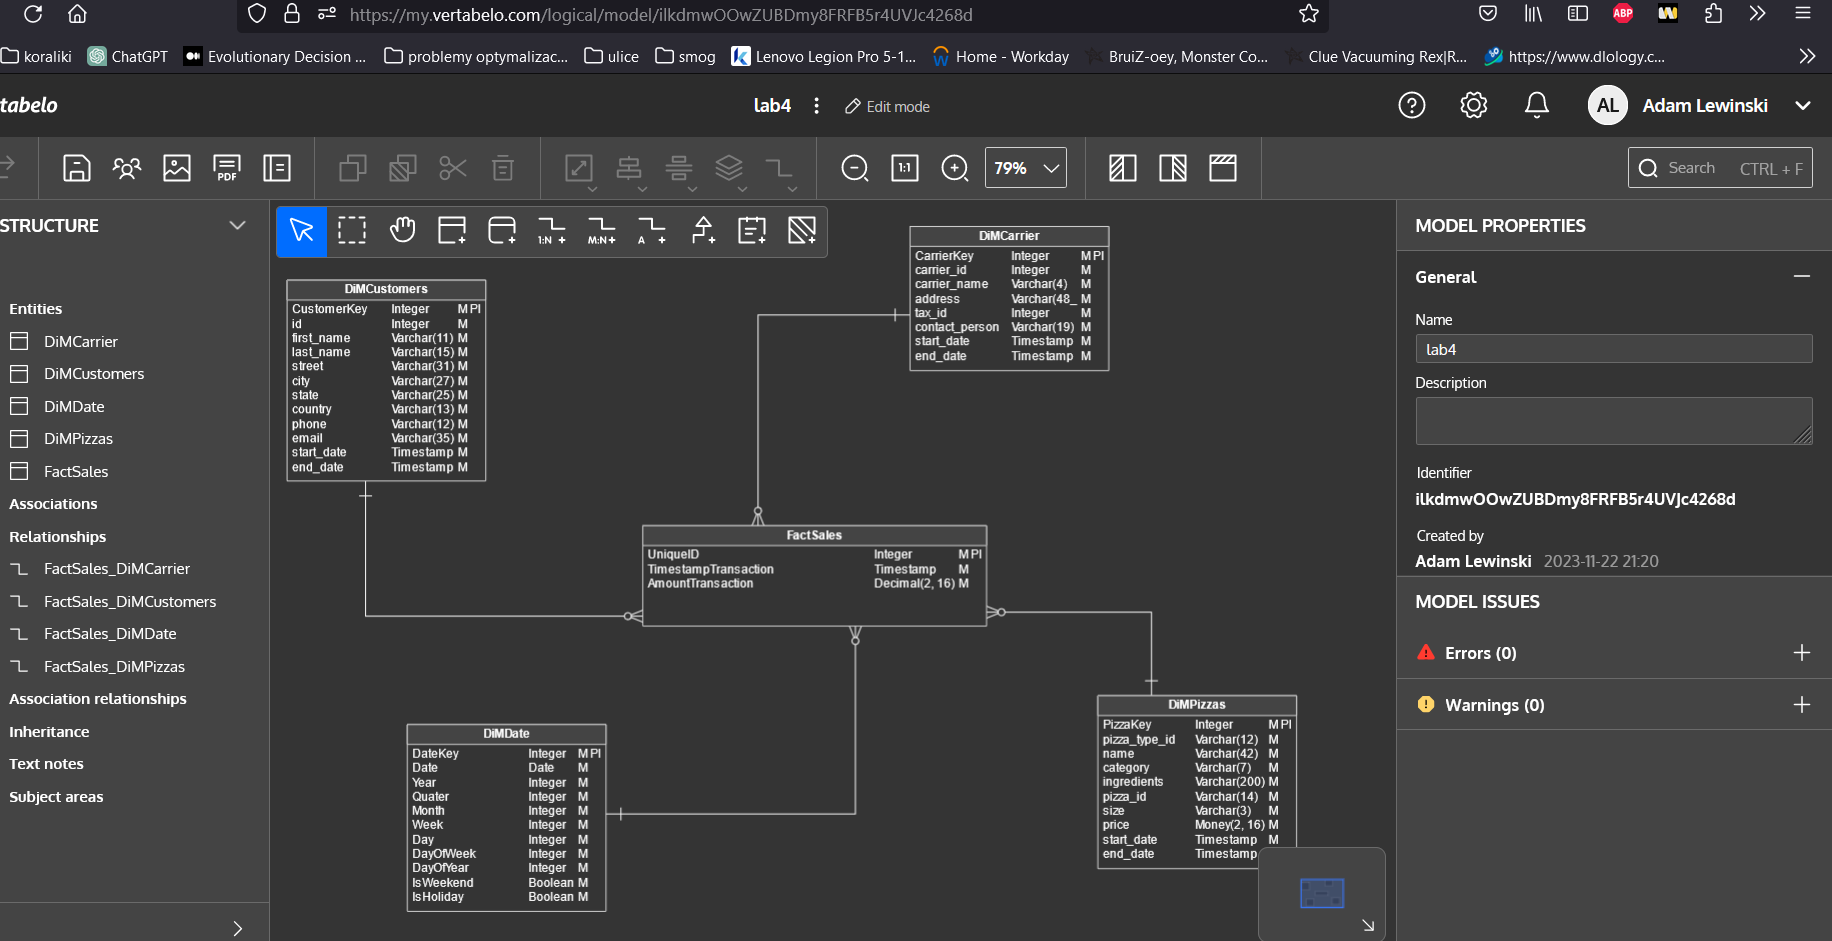 https://my.vertabelo.com/logical/model/ilkdmwOOwZUBDmy8FRFB5r4UVJc4268d
ABP
koraliki ChatGPT Evolutionary Decision ... problemy optymalizac... ulice smog Lenovo Legion Pro 5-1... Home - Workday BruiZ-oey, Monster Co... Clue Vacuuming Rex|R... https://www.dlology.c...
tabelo lab4 Edit mode AL Adam Lewinski
PDF 1:1 79% Search CTRL + F
STRUCTURE
1:N M:N A
Entities
DiMCarrier
DiMCustomers
DiMDate
DiMPizzas
FactSales
Associations
Relationships
FactSales_DiMCarrier
FactSales_DiMCustomers
FactSales_DiMDate
FactSales_DiMPizzas
Association relationships
Inheritance
Text notes
Subject areas
DiMCustomers
CustomerKey Integer M PI
id Integer M
first_name Varchar(11) M
last_name Varchar(15) M
street Varchar(31) M
city Varchar(27) M
state Varchar(25) M
country Varchar(13) M
phone Varchar(12) M
email Varchar(35) M
start_date Timestamp M
end_date Timestamp M
DiMCarrier
CarrierKey Integer M PI
carrier_id Integer M
carrier_name Varchar(4) M
address Varchar(48_ M
tax_id Integer M
contact_person Varchar(19) M
start_date Timestamp M
end_date Timestamp M
FactSales
UniqueID Integer M PI
TimestampTransaction Timestamp M
AmountTransaction Decimal(2, 16) M
DiMDate
DateKey Integer M PI
Date Date M
Year Integer M
Quater Integer M
Month Integer M
Week Integer M
Day Integer M
DayOfWeek Integer M
DayOfYear Integer M
IsWeekend Boolean M
IsHoliday Boolean M
DiMPizzas
PizzaKey Integer M PI
pizza_type_id Varchar(12) M
name Varchar(42) M
category Varchar(7) M
ingredients Varchar(200) M
pizza_id Varchar(14) M
size Varchar(3) M
price Money(2, 16) M
start_date Timestamp M
end_date Timestamp
MODEL PROPERTIES
General
Name
lab4
Description
Identifier
ilkdmwOOwZUBDmy8FRFB5r4UVJc4268d
Created by
Adam Lewinski 2023-11-22 21:20
MODEL ISSUES
Errors (0)
Warnings (0)